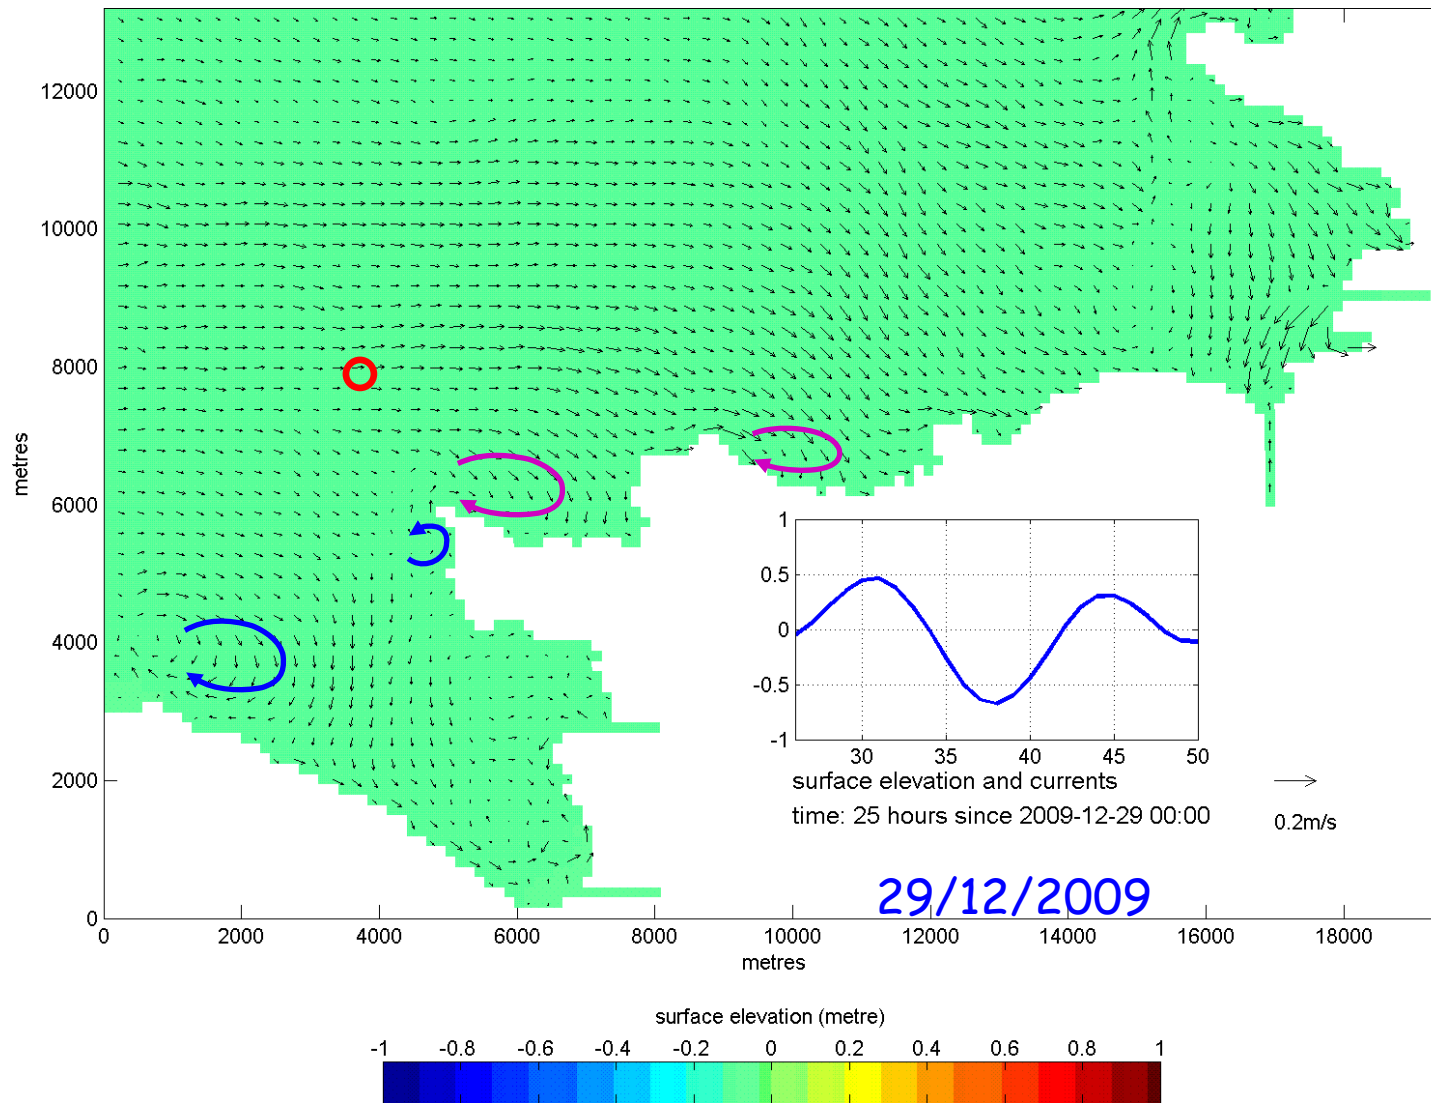 12000
10000
8000
metres
6000
4000
2000
0
0 2000 4000 6000 8000 10000 12000 14000 16000 18000
metres
1
0.5
0
-0.5
-1
30 35 40 45 50
surface elevation and currents
time: 25 hours since 2009-12-29 00:00
0.2m/s
29/12/2009
surface elevation (metre)
-1 -0.8 -0.6 -0.4 -0.2 0 0.2 0.4 0.6 0.8 1